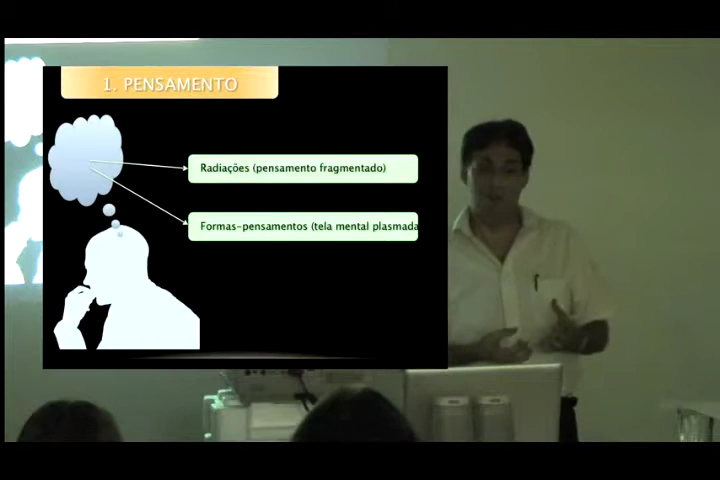 1. PENSAMENTO
Radiações (pensamento fragmentado)
Formas-pensamentos (tela mental plasmada